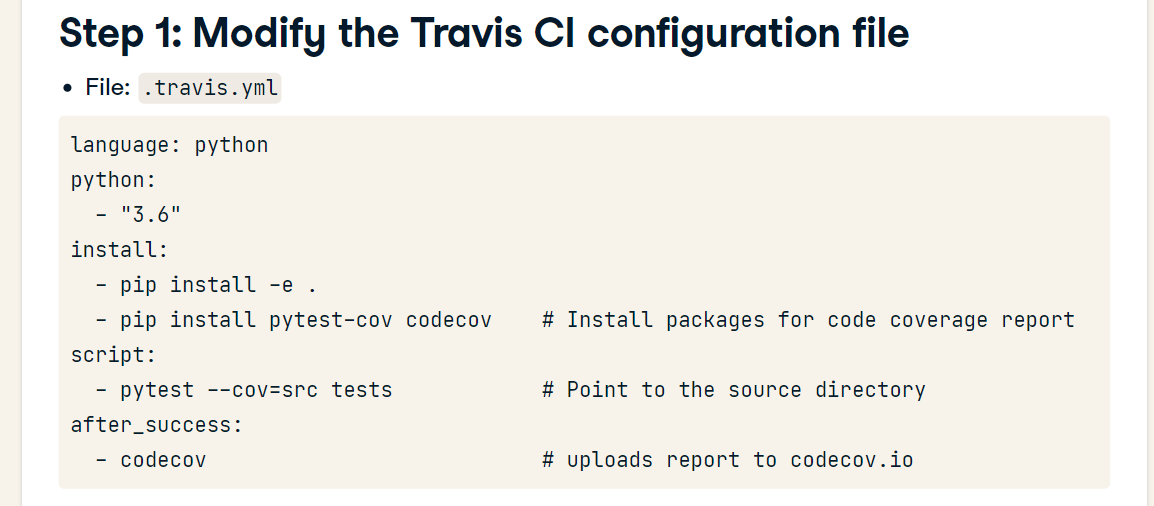 Step 1: Modify the Travis CI configuration file
• File: .travis.yml
language: python
python:
  - "3.6"
install:
  - pip install -e .
  - pip install pytest-cov codecov    # Install packages for code coverage report
script:
  - pytest --cov=src tests            # Point to the source directory
after_success:
  - codecov                           # uploads report to codecov.io